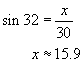 sin 32 = x/30
x ≈ 15.9